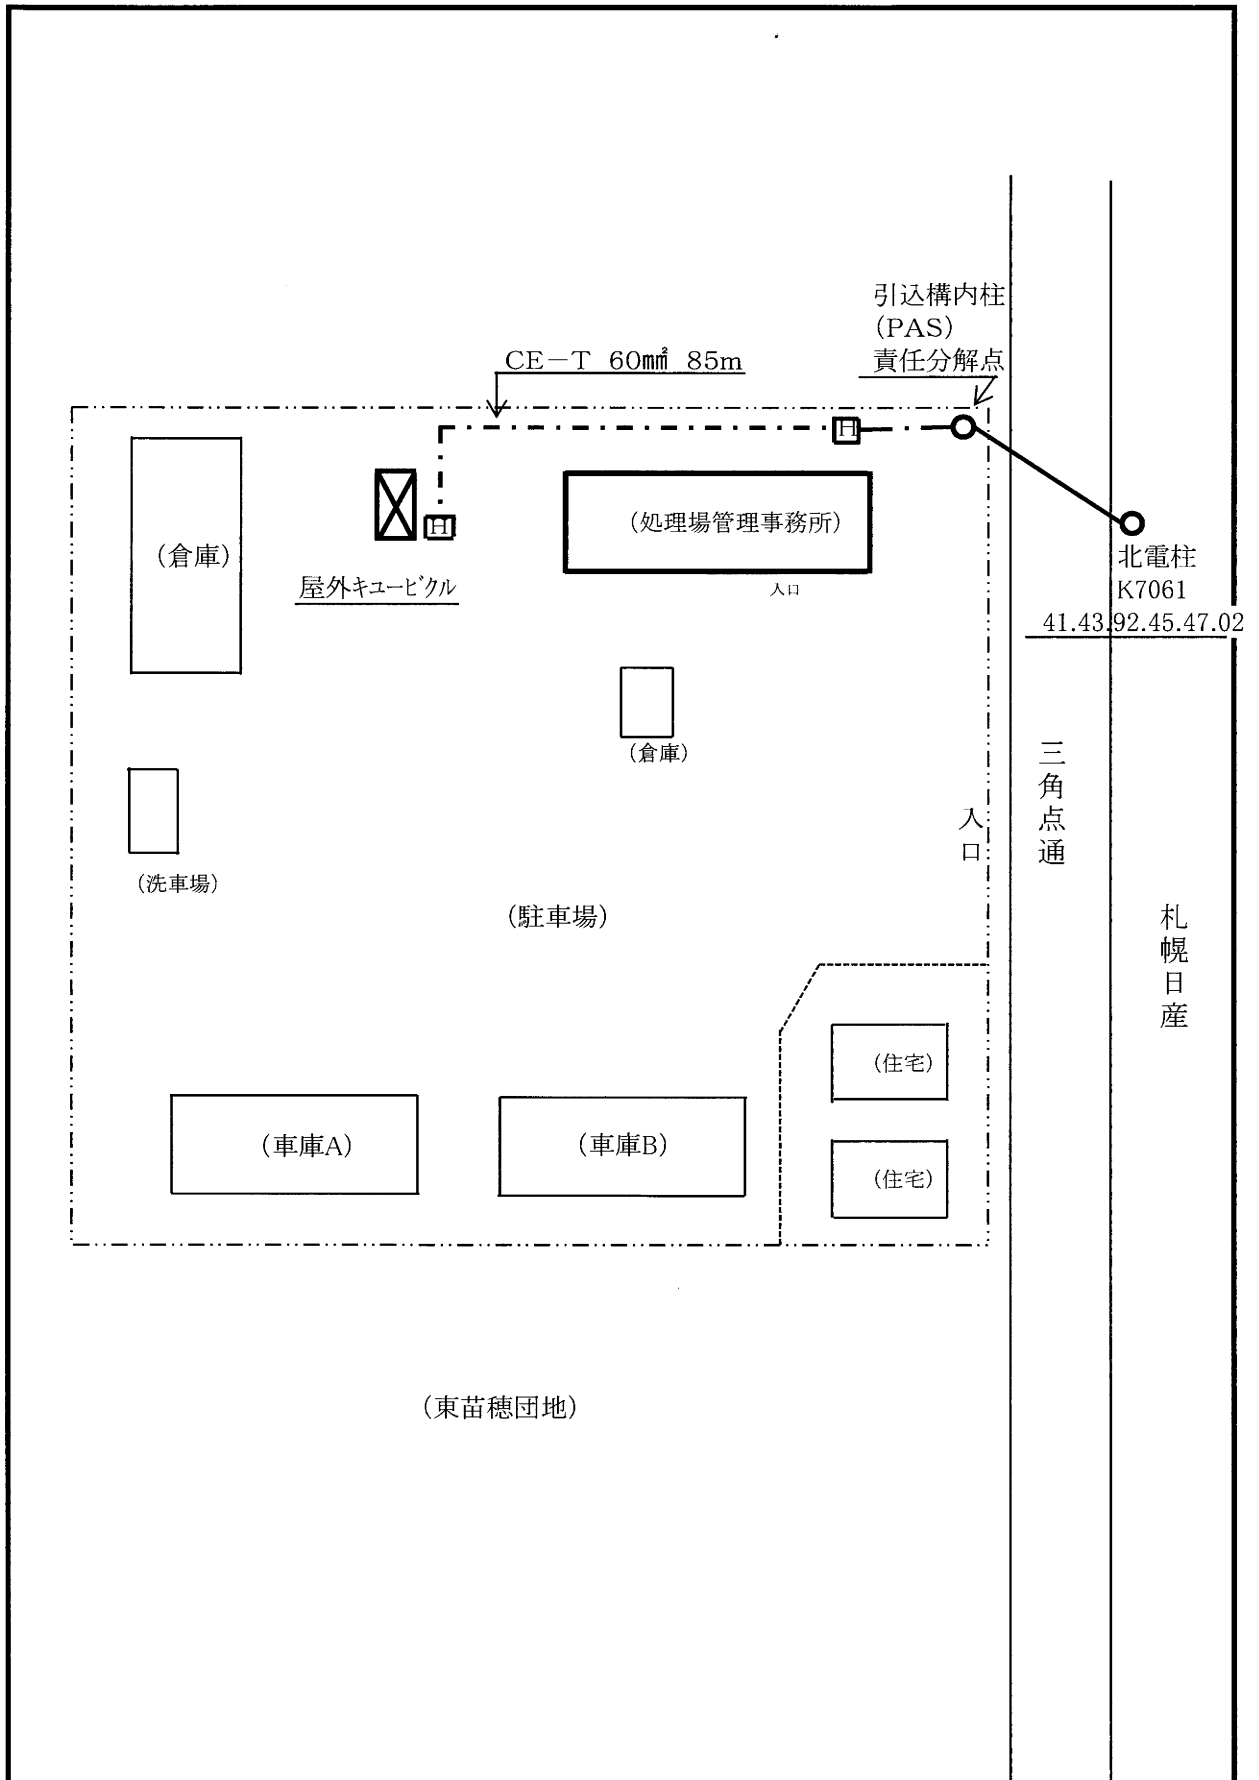 引込構内柱
(PAS)
責任分解点
CE－T 60㎟ 85m
H
H
(処理場管理事務所)
(倉庫)
入口
屋外キユービクル
北電柱
K7061
41.43.92.45.47.02
(倉庫)
三角点通
入口
(洗車場)
(駐車場)
札幌日産
(住宅)
(車庫A)
(車庫B)
(住宅)
(東苗穂団地)